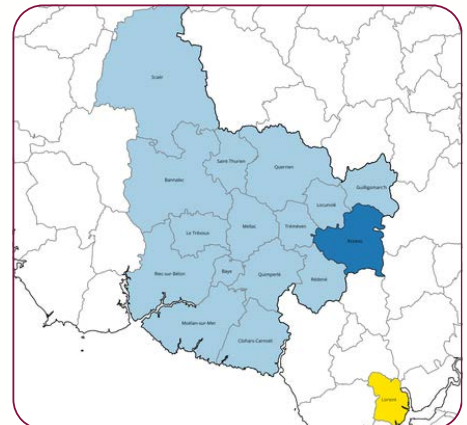 Scaër
Saint-Thurien
Querrien
Bannalec
Guilligomarc'h
Locunolé
Le Trévoux
Mellac
Tréméven
Arzano
Riec-sur-Bélon
Baye
Quimperlé
Rédené
Moëlan-sur-Mer
Clohars-Carnoët
Lorient